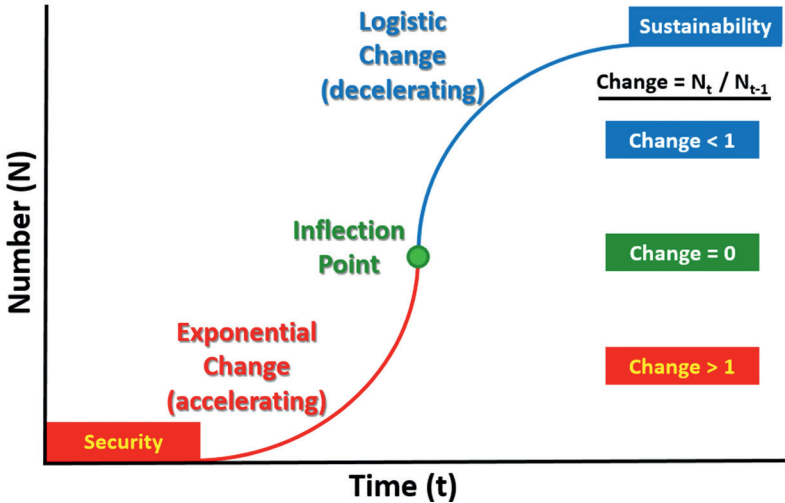 Logistic
Change
(decelerating)
Sustainability
Change = Nt / Nt-1
Change < 1
Number (N)
Inflection
Point
Change = 0
Exponential
Change
(accelerating)
Change > 1
Security
Time (t)